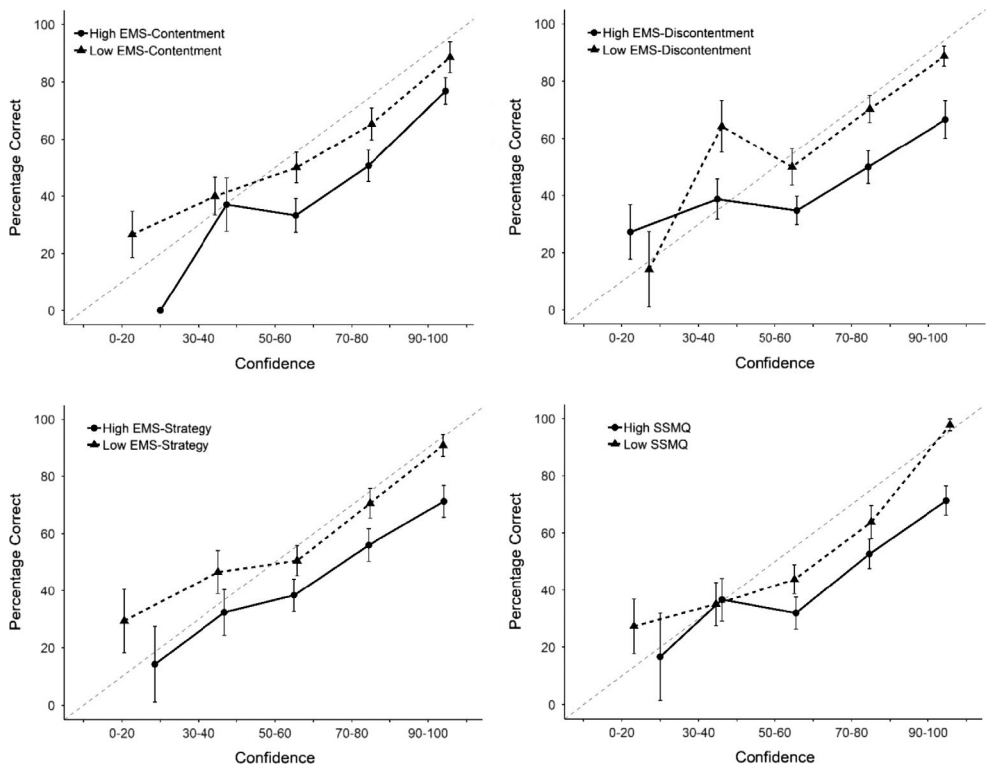 High EMS-Contentment
Low EMS-Contentment
Percentage Correct
100
80
60
40
20
0
0-20
30-40
50-60
70-80
90-100
Confidence
High EMS-Discontentment
Low EMS-Discontentment
Percentage Correct
100
80
60
40
20
0
0-20
30-40
50-60
70-80
90-100
Confidence
High EMS-Strategy
Low EMS-Strategy
Percentage Correct
100
80
60
40
20
0
0-20
30-40
50-60
70-80
90-100
Confidence
High SSMQ
Low SSMQ
Percentage Correct
100
80
60
40
20
0
0-20
30-40
50-60
70-80
90-100
Confidence